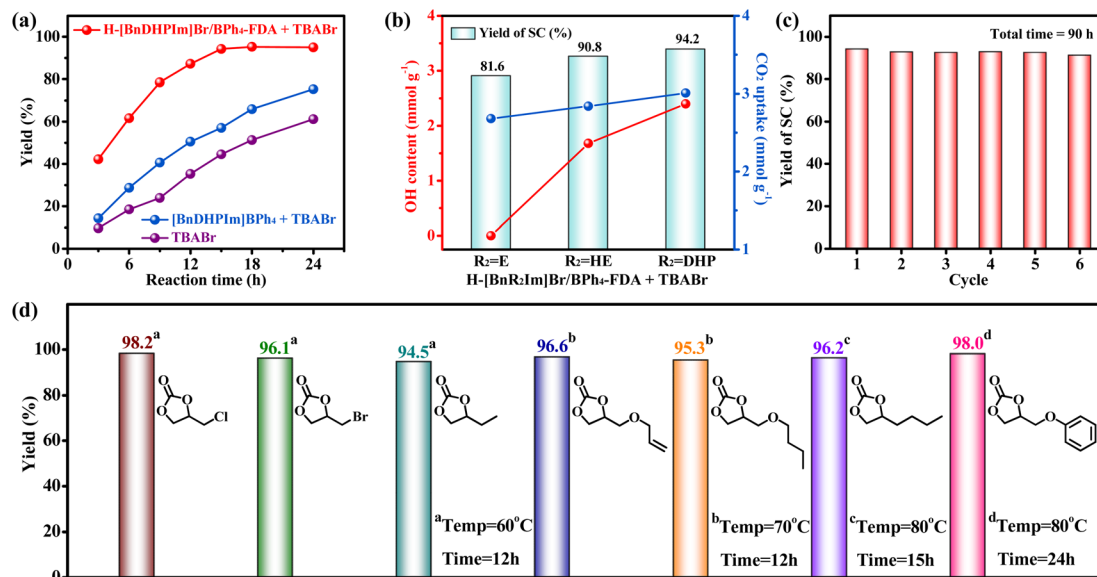 (a)
H-[BnDHPIm]Br/BPh₄-FDA + TBABr
100
80
60
40
20
0
Yield (%)
[BnDHPIm]BPh₄ + TBABr
TBABr
0 6 12 18 24
Reaction time (h)
(b)
4
3
2
1
0
OH content (mmol g⁻¹)
Yield of SC (%)
81.6
90.8
94.2
4
3
2
1
CO₂ uptake (mmol g⁻¹)
R₂=E R₂=HE R₂=DHP
H-[BnR₂Im]Br/BPh₄-FDA + TBABr
(c)
Total time = 90 h
100
80
60
40
20
0
Yield of SC (%)
1 2 3 4 5 6
Cycle
(d)
100
80
60
40
20
0
Yield (%)
98.2ᵃ
96.1ᵃ
94.5ᵃ
96.6ᵇ
95.3ᵇ
96.2ᶜ
98.0ᵈ
O O O Cl
O O O Br
O O O
O O O O
O O O O
O O O
O O O O
ᵃTemp=60°C
Time=12h
ᵇTemp=70°C
Time=12h
ᶜTemp=80°C
Time=15h
ᵈTemp=80°C
Time=24h